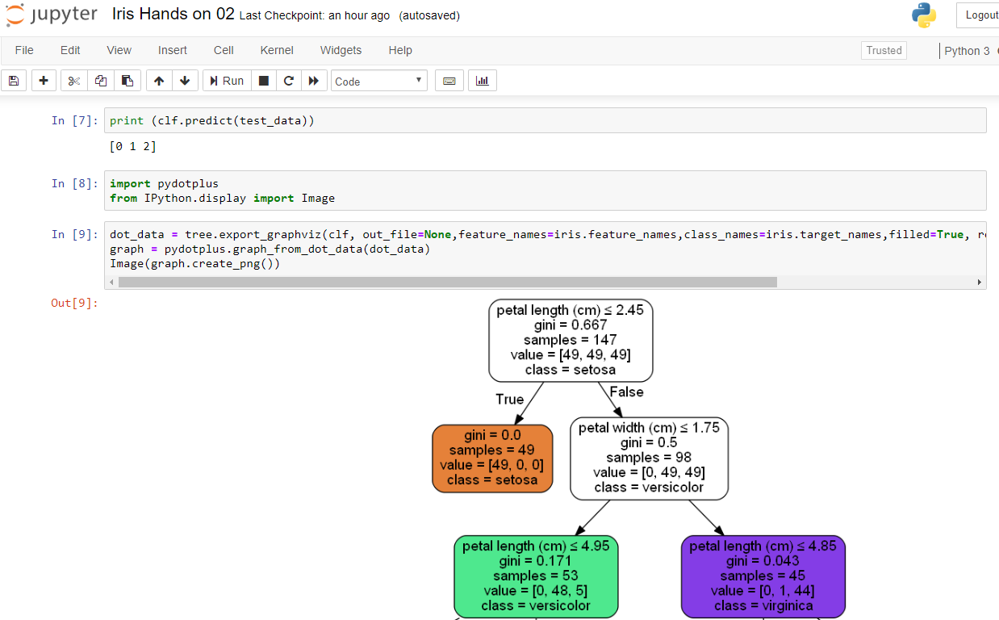 jupyter Iris Hands on 02 Last Checkpoint: an hour ago (autosaved)
Logout
File Edit View Insert Cell Kernel Widgets Help
Trusted Python 3
Run Code
In [7]: print (clf.predict(test_data))
[0 1 2]
In [8]: import pydotplus
from IPython.display import Image
In [9]: dot_data = tree.export_graphviz(clf, out_file=None,feature_names=iris.feature_names,class_names=iris.target_names,filled=True,
graph = pydotplus.graph_from_dot_data(dot_data)
Image(graph.create_png())
Out[9]:
petal length (cm) ≤ 2.45
gini = 0.667
samples = 147
value = [49, 49, 49]
class = setosa
True
False
gini = 0.0
samples = 49
value = [49, 0, 0]
class = setosa
petal width (cm) ≤ 1.75
gini = 0.5
samples = 98
value = [0, 49, 49]
class = versicolor
petal length (cm) ≤ 4.95
gini = 0.171
samples = 53
value = [0, 48, 5]
class = versicolor
petal length (cm) ≤ 4.85
gini = 0.043
samples = 45
value = [0, 1, 44]
class = virginica